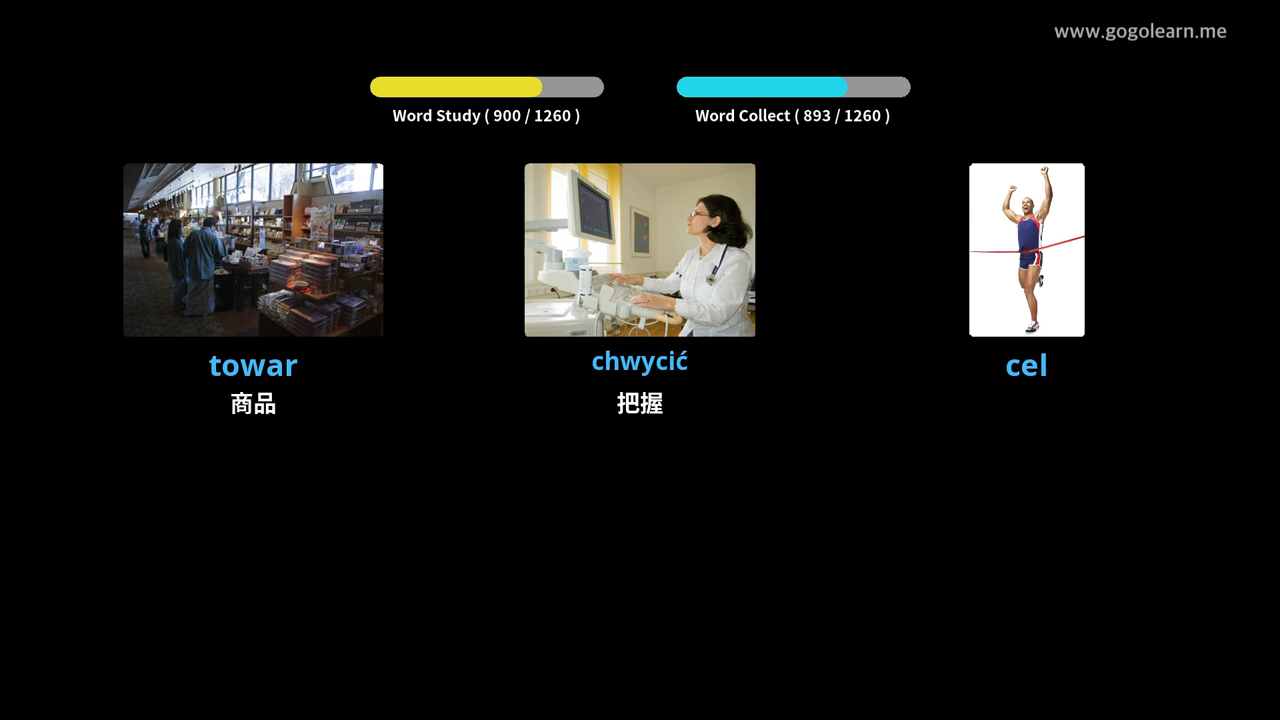 www.gogolearn.me
Word Study ( 900 / 1260 )
Word Collect ( 893 / 1260 )
towar
商品
chwycić
把握
cel